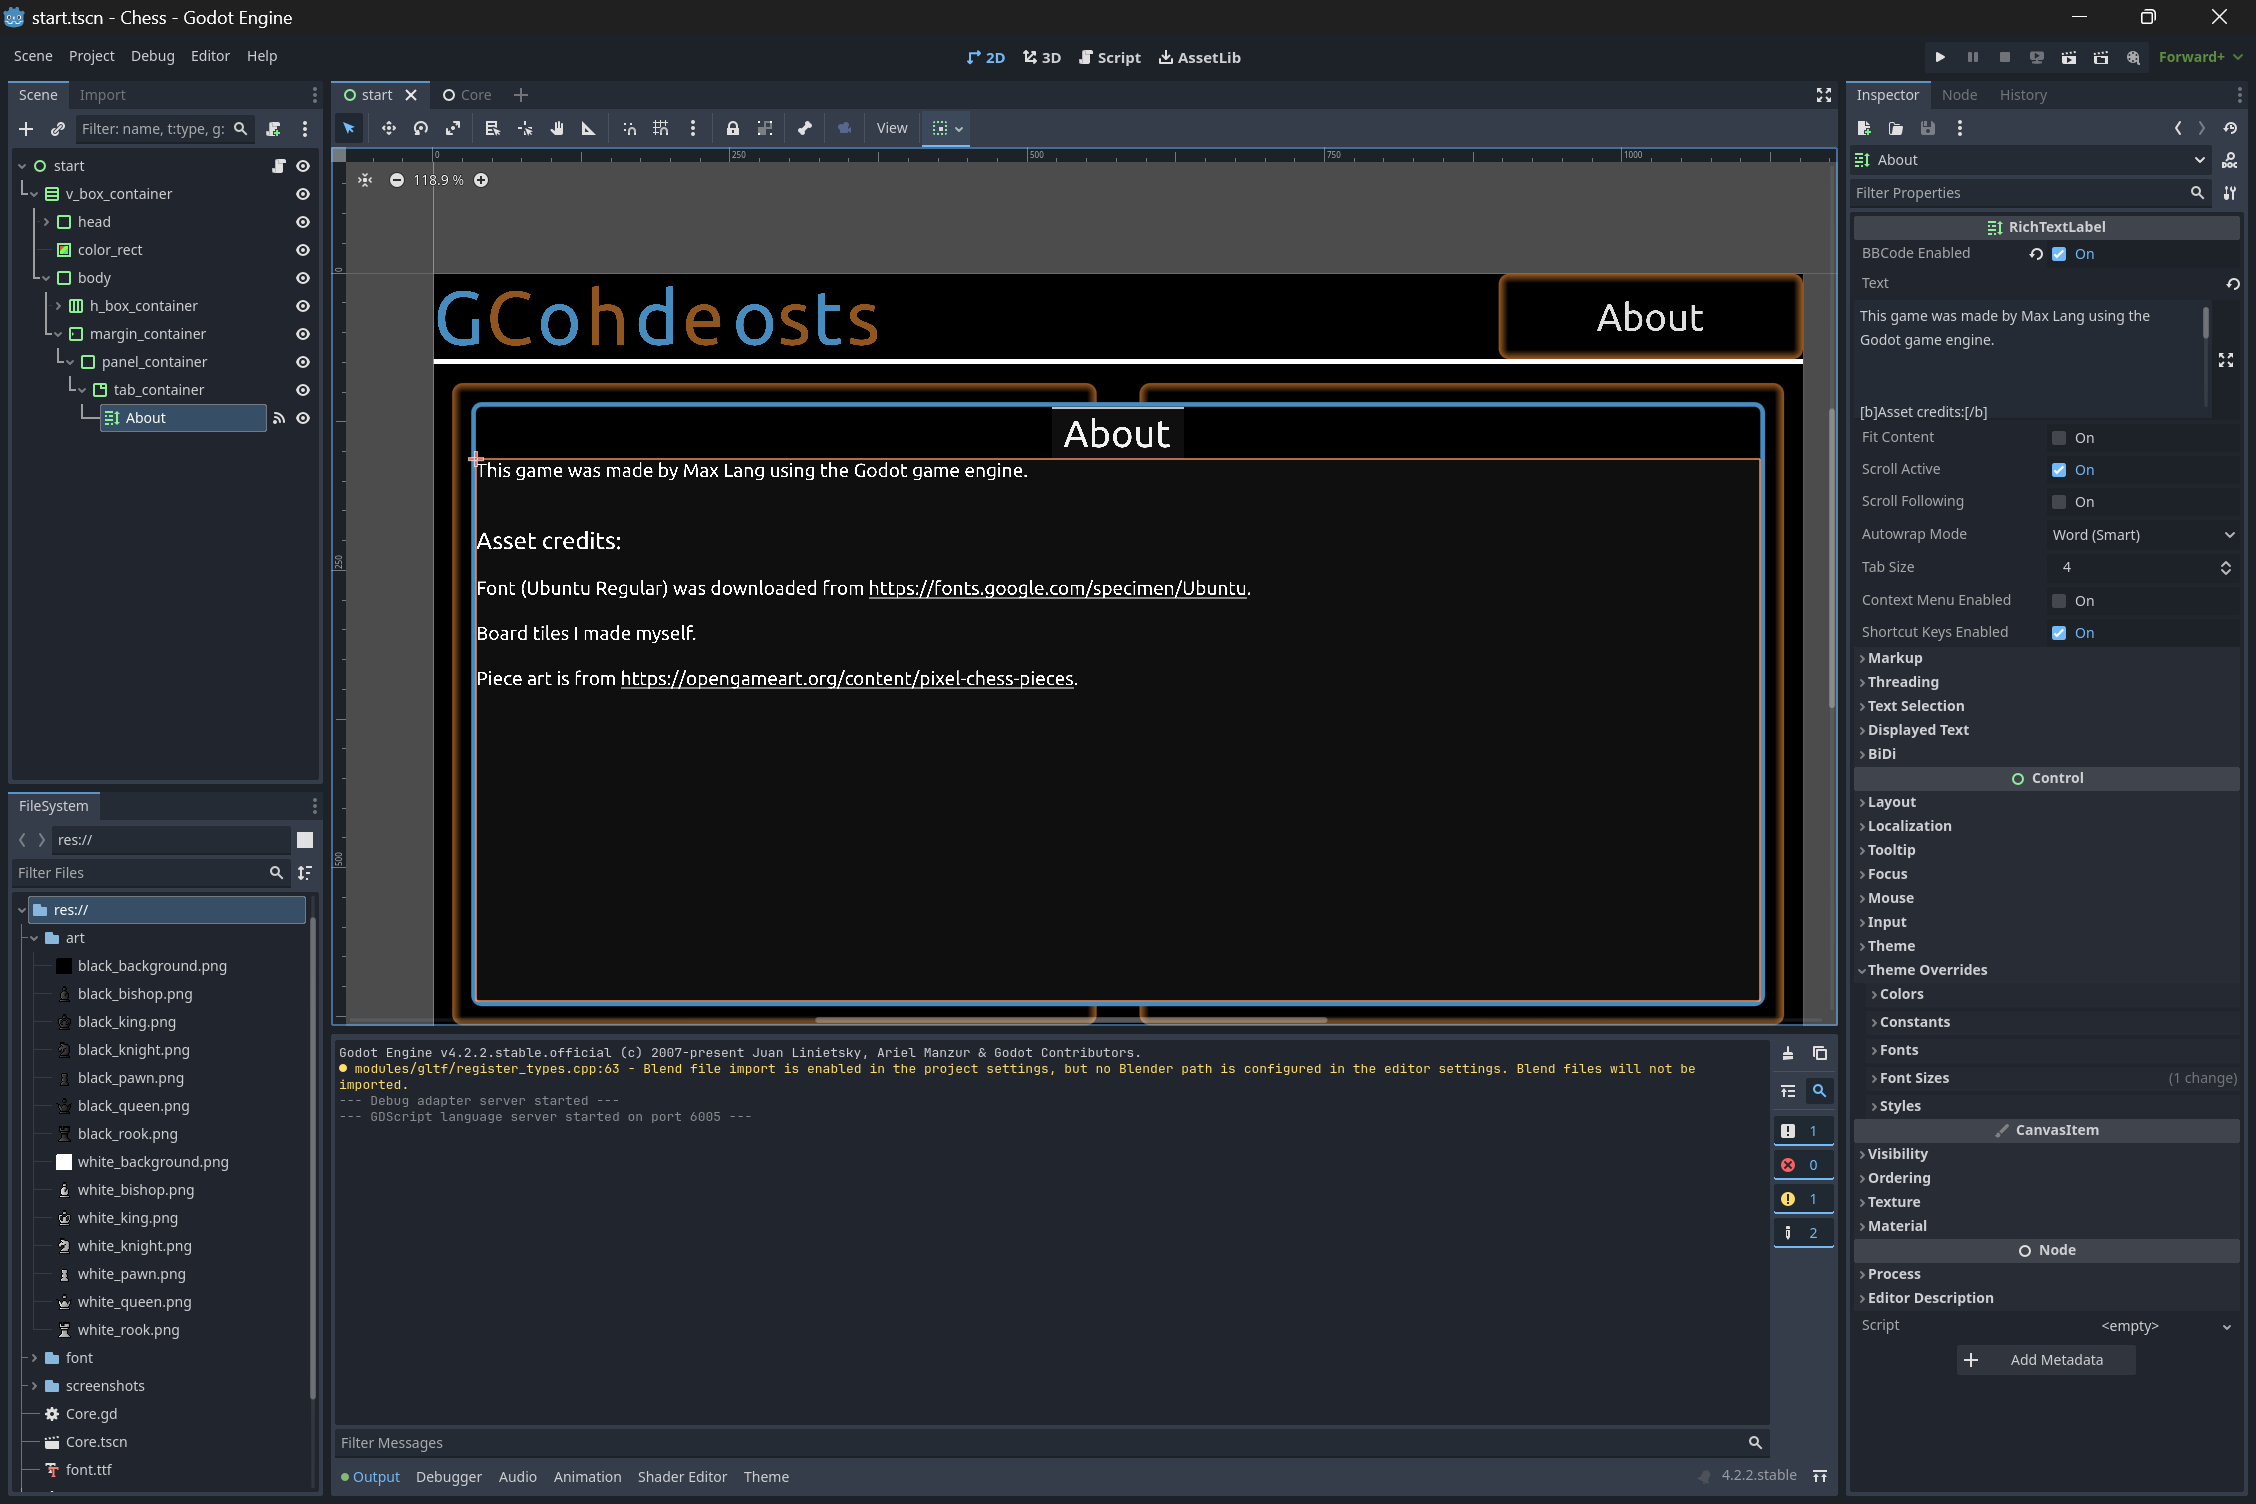 start.tscn - Chess - Godot Engine
Scene Project Debug Editor Help
2D 3D Script AssetLib
Forward+
Scene Import
Filter: name, t:type, g:
start
v_box_container
head
color_rect
body
h_box_container
margin_container
panel_container
tab_container
About
FileSystem
res://
Filter Files
res://
art
black_background.png
black_bishop.png
black_king.png
black_knight.png
black_pawn.png
black_queen.png
black_rook.png
white_background.png
white_bishop.png
white_king.png
white_knight.png
white_pawn.png
white_queen.png
white_rook.png
font
screenshots
Core.gd
Core.tscn
font.ttf
start Core
View
0 250 500 750 1000
0
250
500
118.9 %
GCohdeosts
About
About
This game was made by Max Lang using the Godot game engine.
Asset credits:
Font (Ubuntu Regular) was downloaded from https://fonts.google.com/specimen/Ubuntu.
Board tiles I made myself.
Piece art is from https://opengameart.org/content/pixel-chess-pieces.
Godot Engine v4.2.2.stable.official (c) 2007-present Juan Linietsky, Ariel Manzur & Godot Contributors.
modules/gltf/register_types.cpp:63 - Blend file import is enabled in the project settings, but no Blender path is configured in the editor settings. Blend files will not be
imported.
--- Debug adapter server started ---
--- GDScript language server started on port 6005 ---
1
0
1
2
Filter Messages
Output Debugger Audio Animation Shader Editor Theme
4.2.2.stable
Inspector Node History
About
DOC
Filter Properties
RichTextLabel
BBCode Enabled On
Text
This game was made by Max Lang using the
Godot game engine.
[b]Asset credits:[/b]
Fit Content On
Scroll Active On
Scroll Following On
Autowrap Mode Word (Smart)
Tab Size 4
Context Menu Enabled On
Shortcut Keys Enabled On
Markup
Threading
Text Selection
Displayed Text
BiDi
Control
Layout
Localization
Tooltip
Focus
Mouse
Input
Theme
Theme Overrides
Colors
Constants
Fonts
Font Sizes (1 change)
Styles
CanvasItem
Visibility
Ordering
Texture
Material
Node
Process
Editor Description
Script <empty>
Add Metadata